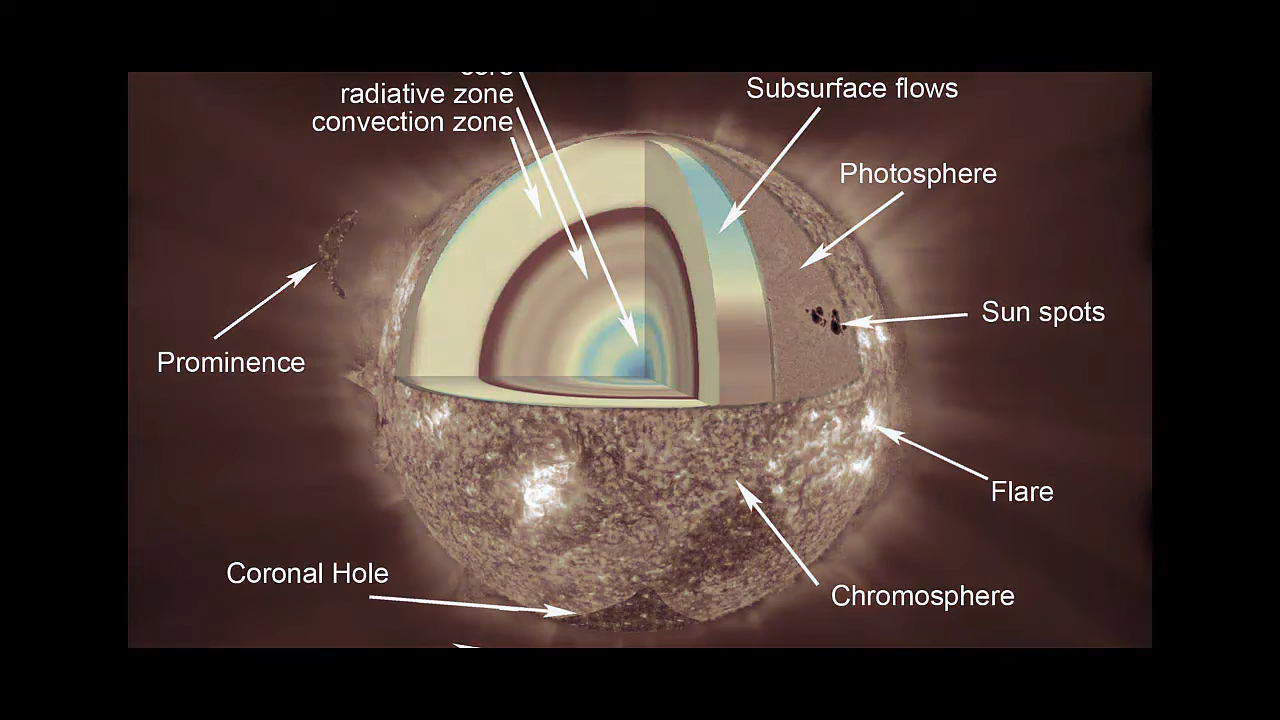 radiative zone
convection zone
Subsurface flows
Photosphere
Sun spots
Prominence
Flare
Coronal Hole
Chromosphere